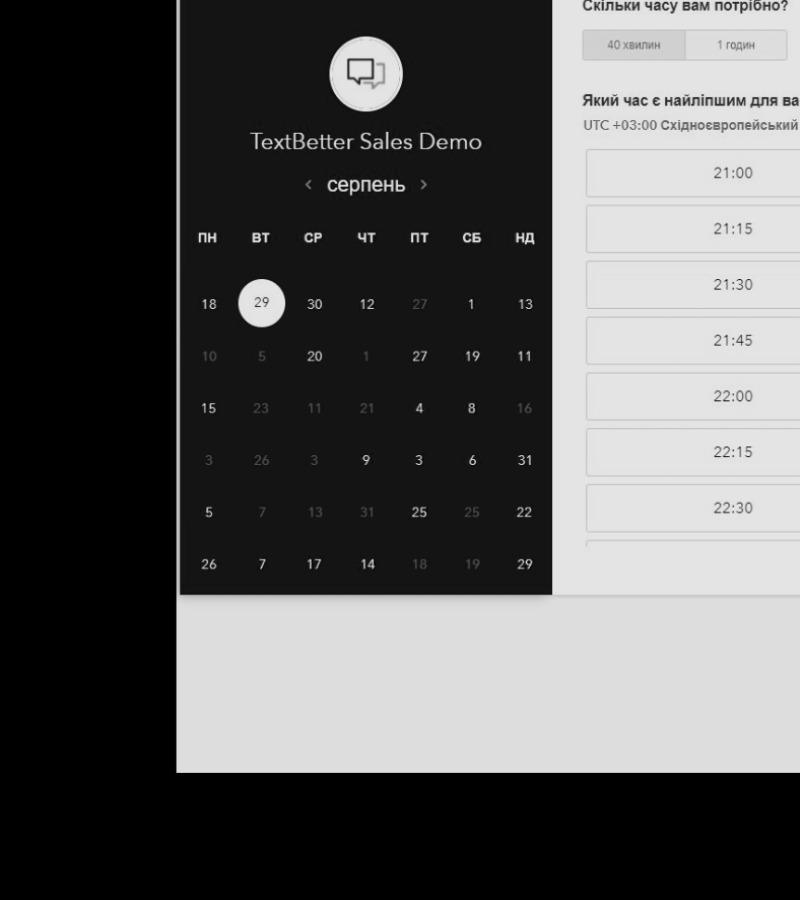 TextBetter Sales Demo
‹ серпень ›
ПН ВТ СР ЧТ ПТ СБ НД
18 29 30 12 27 1 13
10 5 20 1 27 19 11
15 23 11 21 4 8 16
3 26 3 9 3 6 31
5 7 13 31 25 25 22
26 7 17 14 18 19 29
Скільки часу вам потрібно?
40 хвилин 1 годин
Який час є найліпшим для ва
UTC +03:00 Східноєвропейський
21:00
21:15
21:30
21:45
22:00
22:15
22:30